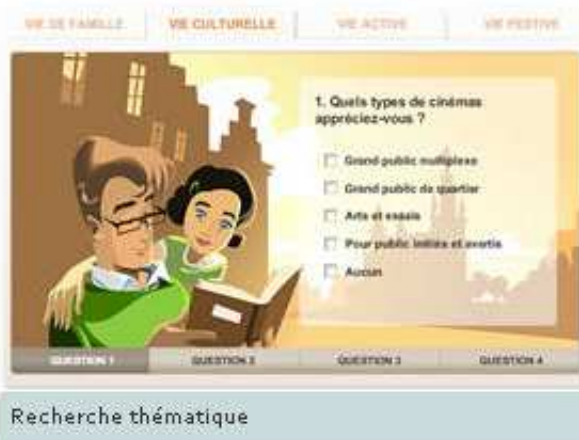 VIE DE FAMILLE VIE CULTURELLE VIE ACTIVE VIE FESTIVE
1. Quels types de cinémas
appréciez-vous ?
Grand public multiplexe
Grand public de quartier
Arts et essais
Pour public initiés et avertis
Aucun
QUESTION 1 QUESTION 2 QUESTION 3 QUESTION 4
Recherche thématique